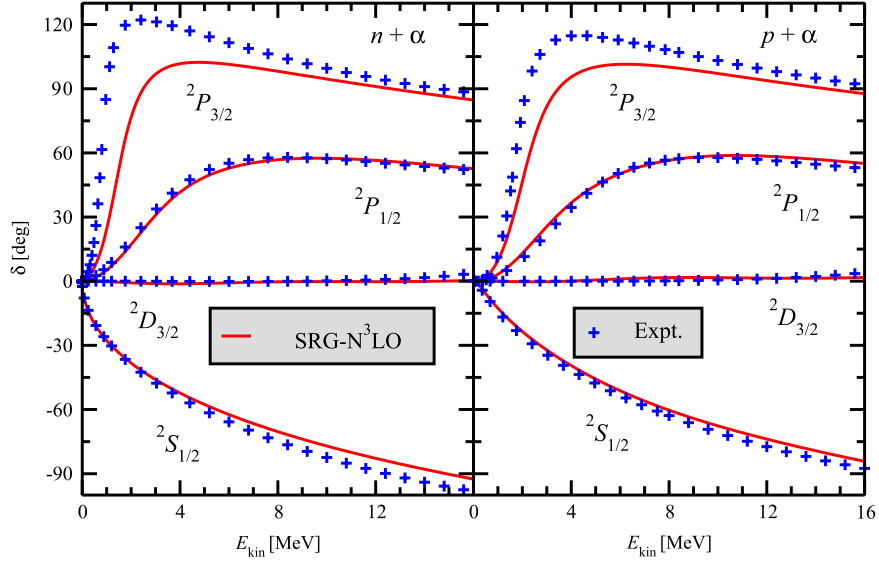 n + α
p + α
120
90
60
30
0
-30
-60
-90
δ [deg]
²P₃/₂
²P₁/₂
²D₃/₂
²S₁/₂
SRG-N³LO
²P₃/₂
²P₁/₂
²D₃/₂
²S₁/₂
Expt.
0 4 8 12 0 4 8 12 16
E_kin [MeV]
E_kin [MeV]